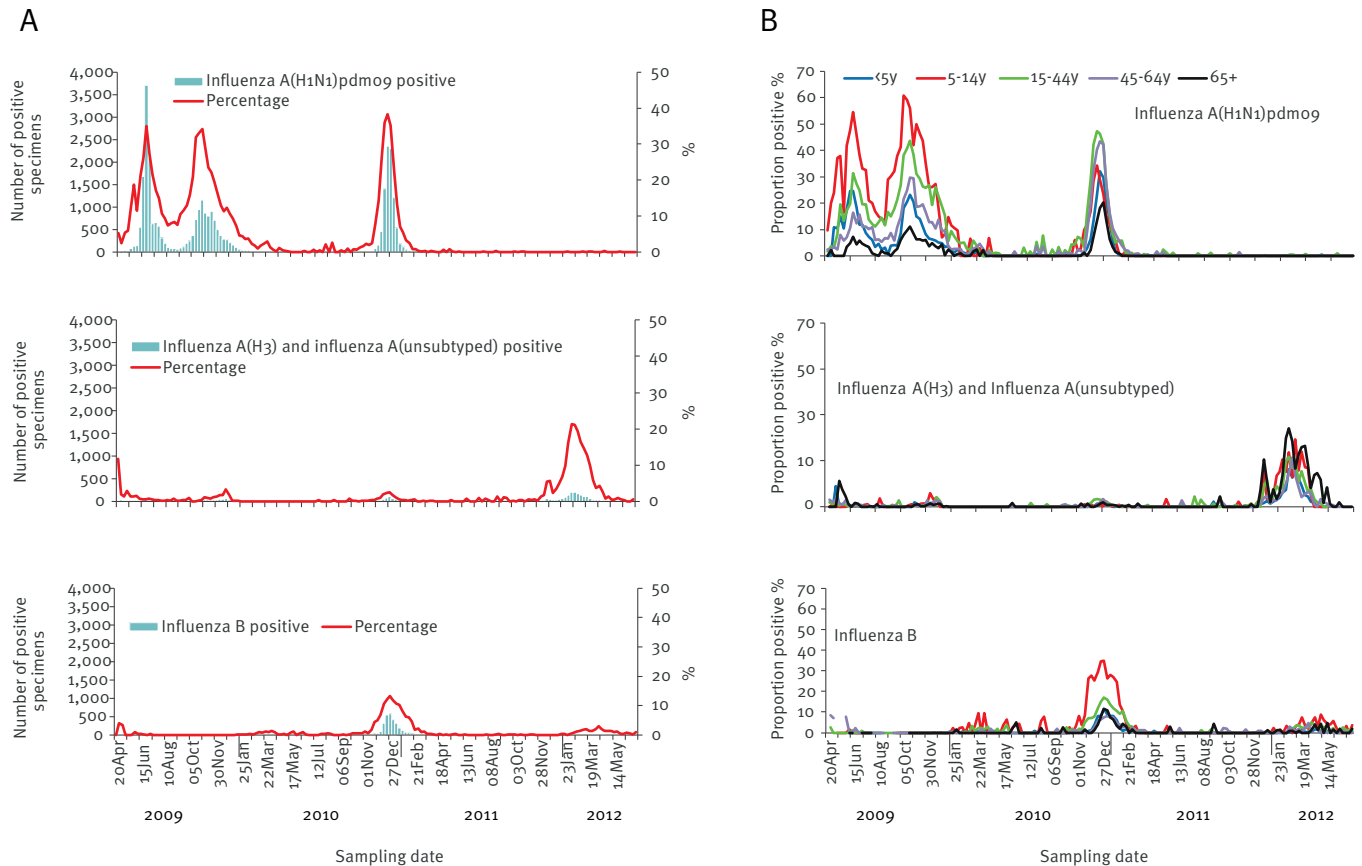 A
Number of positive
specimens
4,000
3,500
3,000
2,500
2,000
1,500
1,000
500
0
Influenza A(H1N1)pdm09 positive
Percentage
50
40
30
20
10
0
%
Number of positive
specimens
4,000
3,500
3,000
2,500
2,000
1,500
1,000
500
0
Influenza A(H3) and influenza A(unsubtyped) positive
Percentage
50
40
30
20
10
0
%
Number of positive
specimens
4,000
3,500
3,000
2,500
2,000
1,500
1,000
500
0
Influenza B positive
Percentage
50
40
30
20
10
0
%
20Apr
15Jun
10Aug
05Oct
30Nov
25Jan
22Mar
17May
12Jul
06Sep
01Nov
27Dec
21Feb
18Apr
13Jun
08Aug
03Oct
28Nov
23Jan
19Mar
14May
2009
2010
2011
2012
Sampling date
B
Proportion positive %
70
60
50
40
30
20
10
0
<5y
5-14y
15-44y
45-64y
65+
Influenza A(H1N1)pdm09
Proportion positive %
70
50
30
10
10
0
Influenza A(H3) and Influenza A(unsubtyped)
Proportion positive %
70
60
50
40
30
20
10
0
Influenza B
20Apr
15Jun
10Aug
05Oct
30Nov
25Jan
22Mar
17May
12Jul
06Sep
01Nov
27Dec
21Feb
18Apr
13Jun
08Aug
03Oct
28Nov
23Jan
19Mar
14May
2009
2010
2011
2012
Sampling date